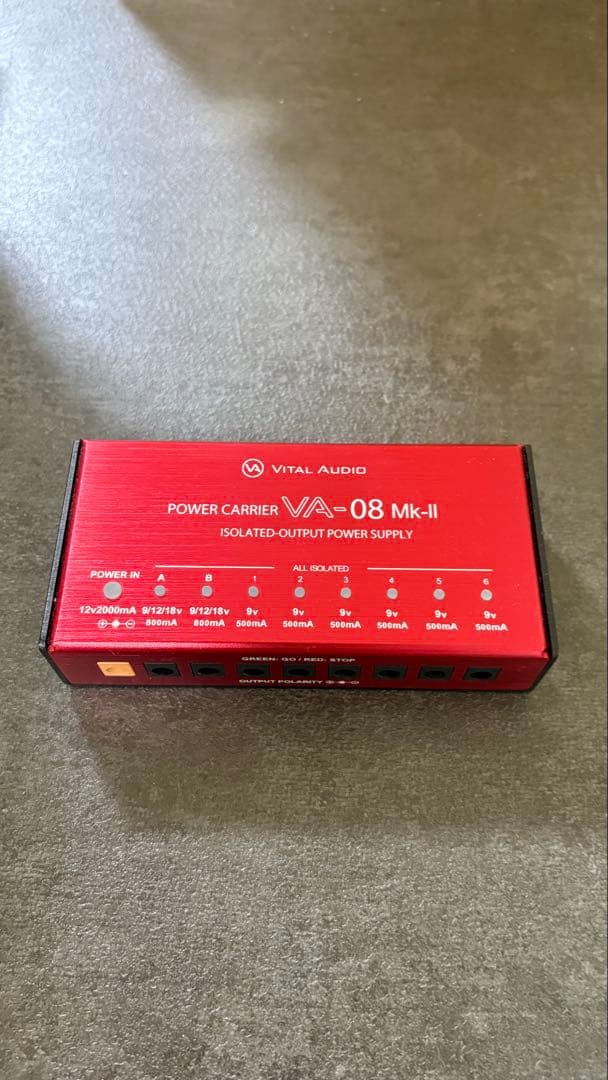 VA VITAL AUDIO
POWER CARRIER VA-08 Mk-II
ISOLATED-OUTPUT POWER SUPPLY
ALL ISOLATED
POWER IN A B 1 2 3 4 5 6
12v2000mA 9/12/18v 9/12/18v 9v 9v 9v 9v 9v 9v
800mA 800mA 500mA 500mA 500mA 500mA 500mA 500mA
GREEN: GO / RED: STOP
OUTPUT POLARITY